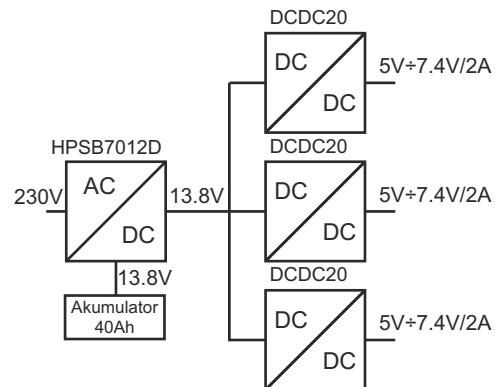 DCDC20
DC
DC
5V÷7.4V/2A
HPSB7012D
DCDC20
230V
AC
DC
13.8V
DC
DC
5V÷7.4V/2A
13.8V
Akumulator
40Ah
DCDC20
DC
DC
5V÷7.4V/2A